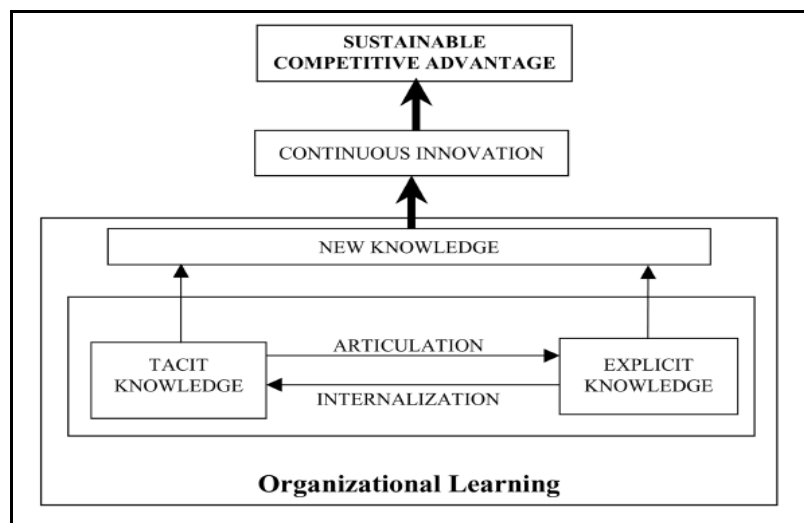 SUSTAINABLE
COMPETITIVE ADVANTAGE
CONTINUOUS INNOVATION
NEW KNOWLEDGE
TACIT
KNOWLEDGE
ARTICULATION
INTERNALIZATION
EXPLICIT
KNOWLEDGE
Organizational Learning